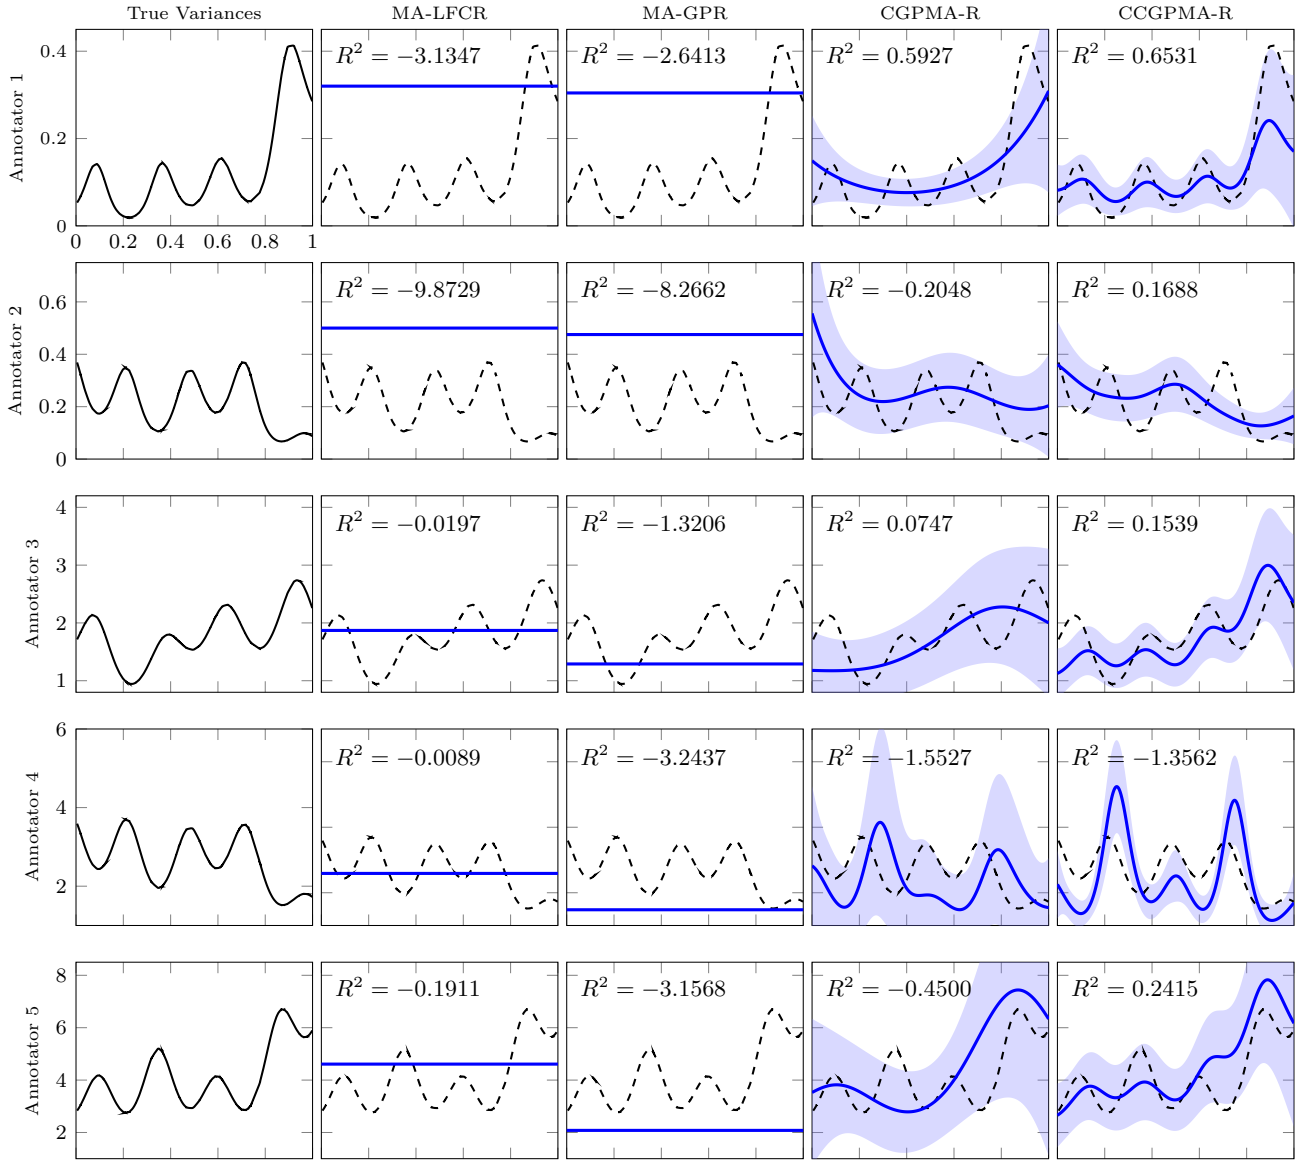 True Variances MA-LFCR MA-GPR CGPMA-R CCGPMA-R
Annotator 1
0.4
0.2
0
0 0.2 0.4 0.6 0.8 1
R² = −3.1347
R² = −2.6413
R² = 0.5927
R² = 0.6531
Annotator 2
0.6
0.4
0.2
0
R² = −9.8729
R² = −8.2662
R² = −0.2048
R² = 0.1688
Annotator 3
4
3
2
1
R² = −0.0197
R² = −1.3206
R² = 0.0747
R² = 0.1539
Annotator 4
6
4
2
R² = −0.0089
R² = −3.2437
R² = −1.5527
R² = −1.3562
Annotator 5
8
6
4
2
R² = −0.1911
R² = −3.1568
R² = −0.4500
R² = 0.2415